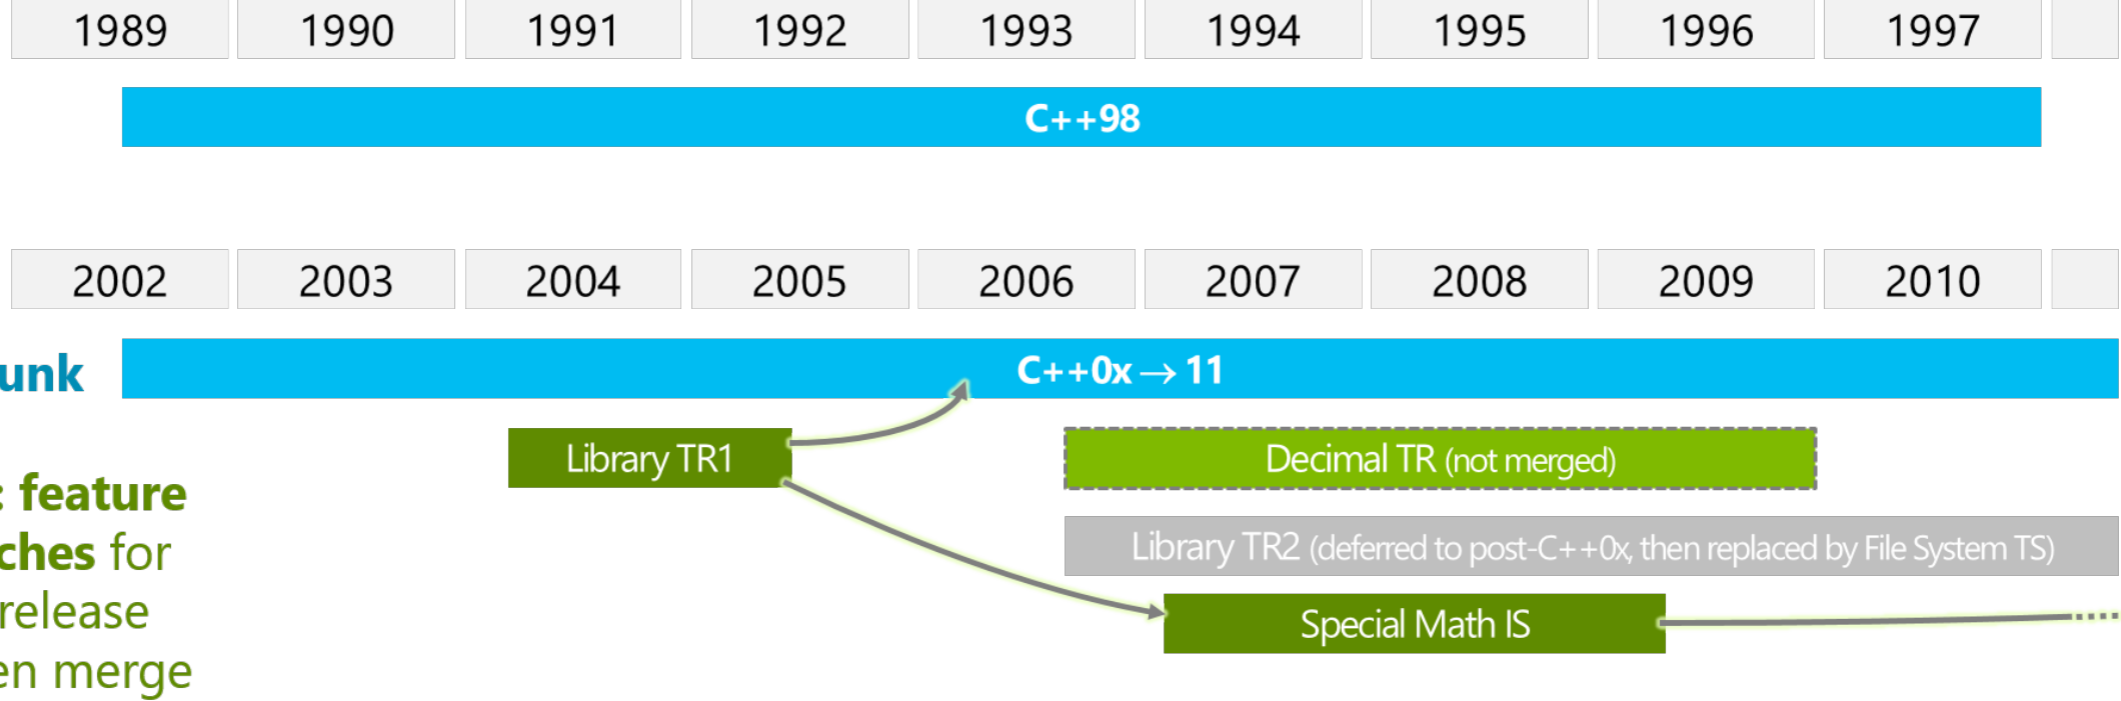 1989 1990 1991 1992 1993 1994 1995 1996 1997
C++98
2002 2003 2004 2005 2006 2007 2008 2009 2010
unk
C++0x → 11
Library TR1
Decimal TR (not merged)
: feature
ches for
release
en merge
Library TR2 (deferred to post-C++0x, then replaced by File System TS)
Special Math IS